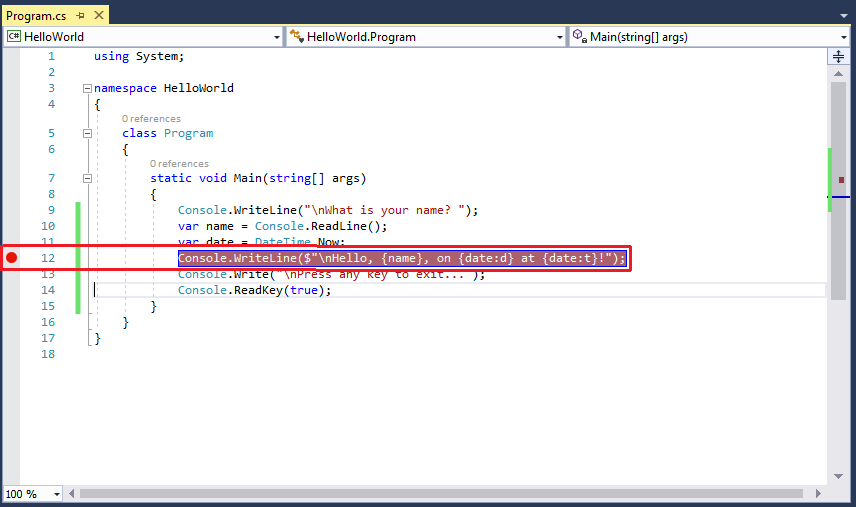 Program.cs
C# HelloWorld
HelloWorld.Program
Main(string[] args)
1 using System;
2
3 namespace HelloWorld
4 {
0 references
5 class Program
6 {
0 references
7 static void Main(string[] args)
8 {
9 Console.WriteLine("\nWhat is your name? ");
10 var name = Console.ReadLine();
11 var date = DateTime.Now;
12 Console.WriteLine($"\nHello, {name}, on {date:d} at {date:t}!");
13 Console.Write("\nPress any key to exit... ");
14 Console.ReadKey(true);
15 }
16 }
17 }
18
100 %